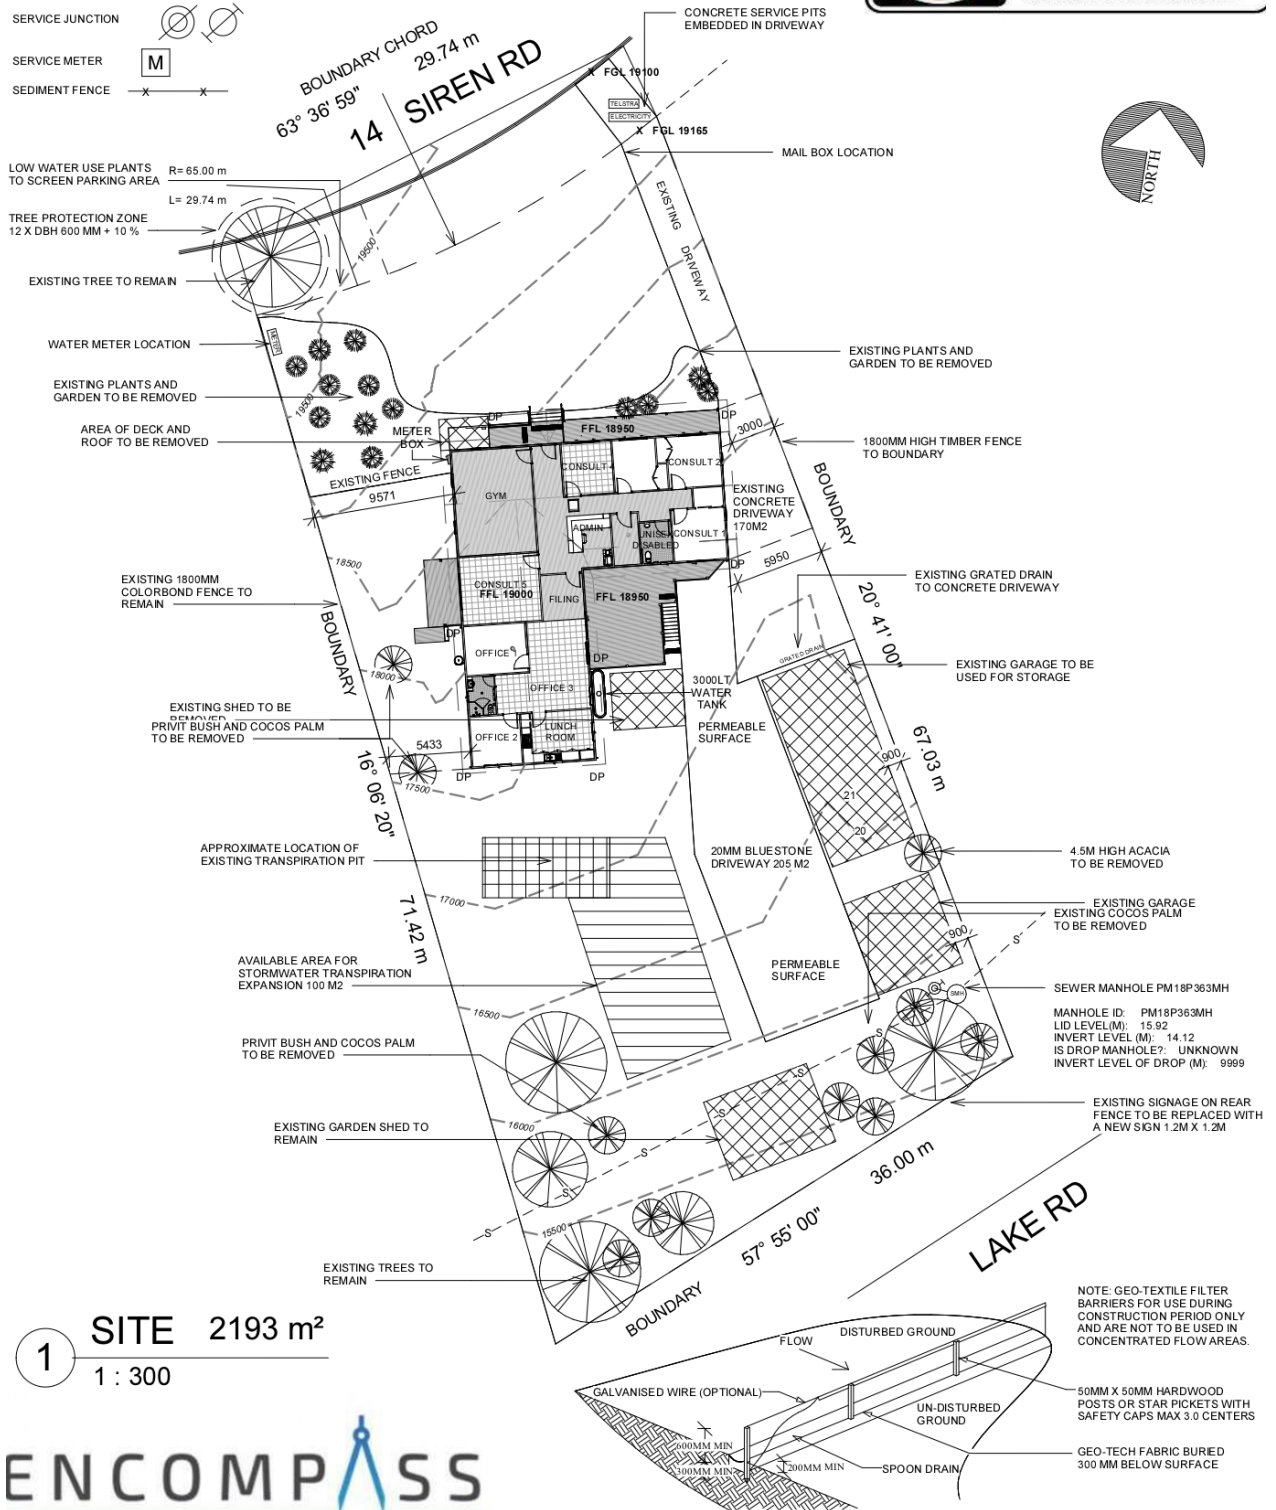 SERVICE JUNCTION
SERVICE METER
M
SEDIMENT FENCE
X X
BOUNDARY CHORD
29.74 m
63° 36' 59"
14 SIREN RD
CONCRETE SERVICE PITS
EMBEDDED IN DRIVEWAY
X FGL 19100
TELSTRA
ELECTRICITY
X FGL 19165
MAIL BOX LOCATION
NORTH
LOW WATER USE PLANTS
TO SCREEN PARKING AREA
R= 65.00 m
L= 29.74 m
TREE PROTECTION ZONE
12 X DBH 600 MM + 10 %
EXISTING TREE TO REMAIN
19500
EXISTING DRIVEWAY
WATER METER LOCATION
METER
EXISTING PLANTS AND
GARDEN TO BE REMOVED
19500
EXISTING PLANTS AND
GARDEN TO BE REMOVED
AREA OF DECK AND
ROOF TO BE REMOVED
METER
BOX
DP
FFL 18950
DP
3000
1800MM HIGH TIMBER FENCE
TO BOUNDARY
EXISTING FENCE
9571
GYM
CONSULT 4
CONSULT 2
EXISTING
CONCRETE
DRIVEWAY
170M2
BOUNDARY
ADMIN
UNISEX
DISABLED
CONSULT 1
18500
DP
5950
EXISTING 1800MM
COLORBOND FENCE TO
REMAIN
CONSULT 5
FFL 19000
FILING
FFL 18950
EXISTING GRATED DRAIN
TO CONCRETE DRIVEWAY
20° 41' 00"
BOUNDARY
DP
OFFICE 1
DP
GRATED DRAIN
EXISTING GARAGE TO BE
USED FOR STORAGE
18000
OFFICE 3
3000LT
WATER
TANK
EXISTING SHED TO BE
REMOVED
PRIVIT BUSH AND COCOS PALM
TO BE REMOVED
OFFICE 2
LUNCH
ROOM
PERMEABLE
SURFACE
5433
DP
DP
17500
16° 06' 20"
67.03 m
900
21
20
APPROXIMATE LOCATION OF
EXISTING TRANSPIRATION PIT
20MM BLUESTONE
DRIVEWAY 205 M2
4.5M HIGH ACACIA
TO BE REMOVED
17000
71.42 m
EXISTING GARAGE
EXISTING COCOS PALM
TO BE REMOVED
900
S
AVAILABLE AREA FOR
STORMWATER TRANSPIRATION
EXPANSION 100 M2
PERMEABLE
SURFACE
SMH
SEWER MANHOLE PM18P363MH
16500
MANHOLE ID: PM18P363MH
LID LEVEL(M): 15.92
INVERT LEVEL (M): 14.12
IS DROP MANHOLE?: UNKNOWN
INVERT LEVEL OF DROP (M): 9999
S
PRIVIT BUSH AND COCOS PALM
TO BE REMOVED
S
S
EXISTING SIGNAGE ON REAR
FENCE TO BE REPLACED WITH
A NEW SIGN 1.2M X 1.2M
EXISTING GARDEN SHED TO
REMAIN
16000
S
36.00 m
S
S
15500
57° 55' 00"
LAKE RD
EXISTING TREES TO
REMAIN
BOUNDARY
1
SITE 2193 m²
1 : 300
NOTE: GEO-TEXTILE FILTER
BARRIERS FOR USE DURING
CONSTRUCTION PERIOD ONLY
AND ARE NOT TO BE USED IN
CONCENTRATED FLOW AREAS.
DISTURBED GROUND
FLOW
GALVANISED WIRE (OPTIONAL)
UN-DISTURBED
GROUND
50MM X 50MM HARDWOOD
POSTS OR STAR PICKETS WITH
SAFETY CAPS MAX 3.0 CENTERS
600MM MIN
300MM MIN
200MM MIN
SPOON DRAIN
GEO-TECH FABRIC BURIED
300 MM BELOW SURFACE
ENCOMPASS